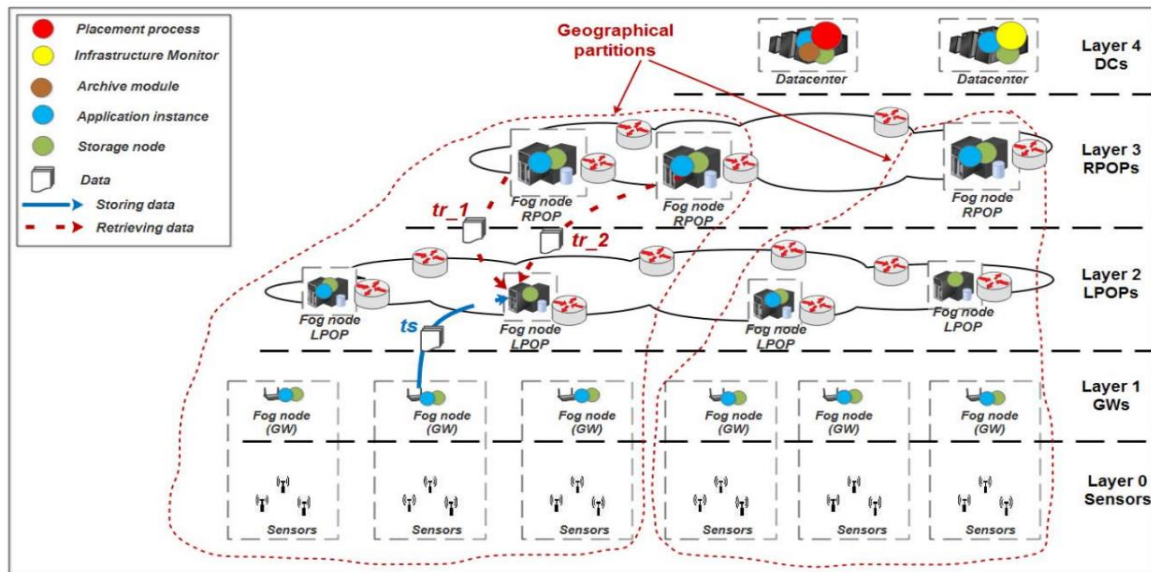 Placement process
Infrastructure Monitor
Archive module
Application instance
Storage node
Data
Storing data
Retrieving data
Geographical
partitions
Datacenter
Datacenter
Layer 4
DCs
Fog node
RPOP
Fog node
RPOP
Fog node
RPOP
Layer 3
RPOPs
tr_1
tr_2
Fog node
LPOP
Fog node
LPOP
Fog node
LPOP
Fog node
LPOP
Layer 2
LPOPs
ts
Fog node
(GW)
Fog node
(GW)
Fog node
(GW)
Fog node
(GW)
Fog node
(GW)
Fog node
(GW)
Layer 1
GWs
Sensors
Sensors
Sensors
Sensors
Sensors
Sensors
Layer 0
Sensors